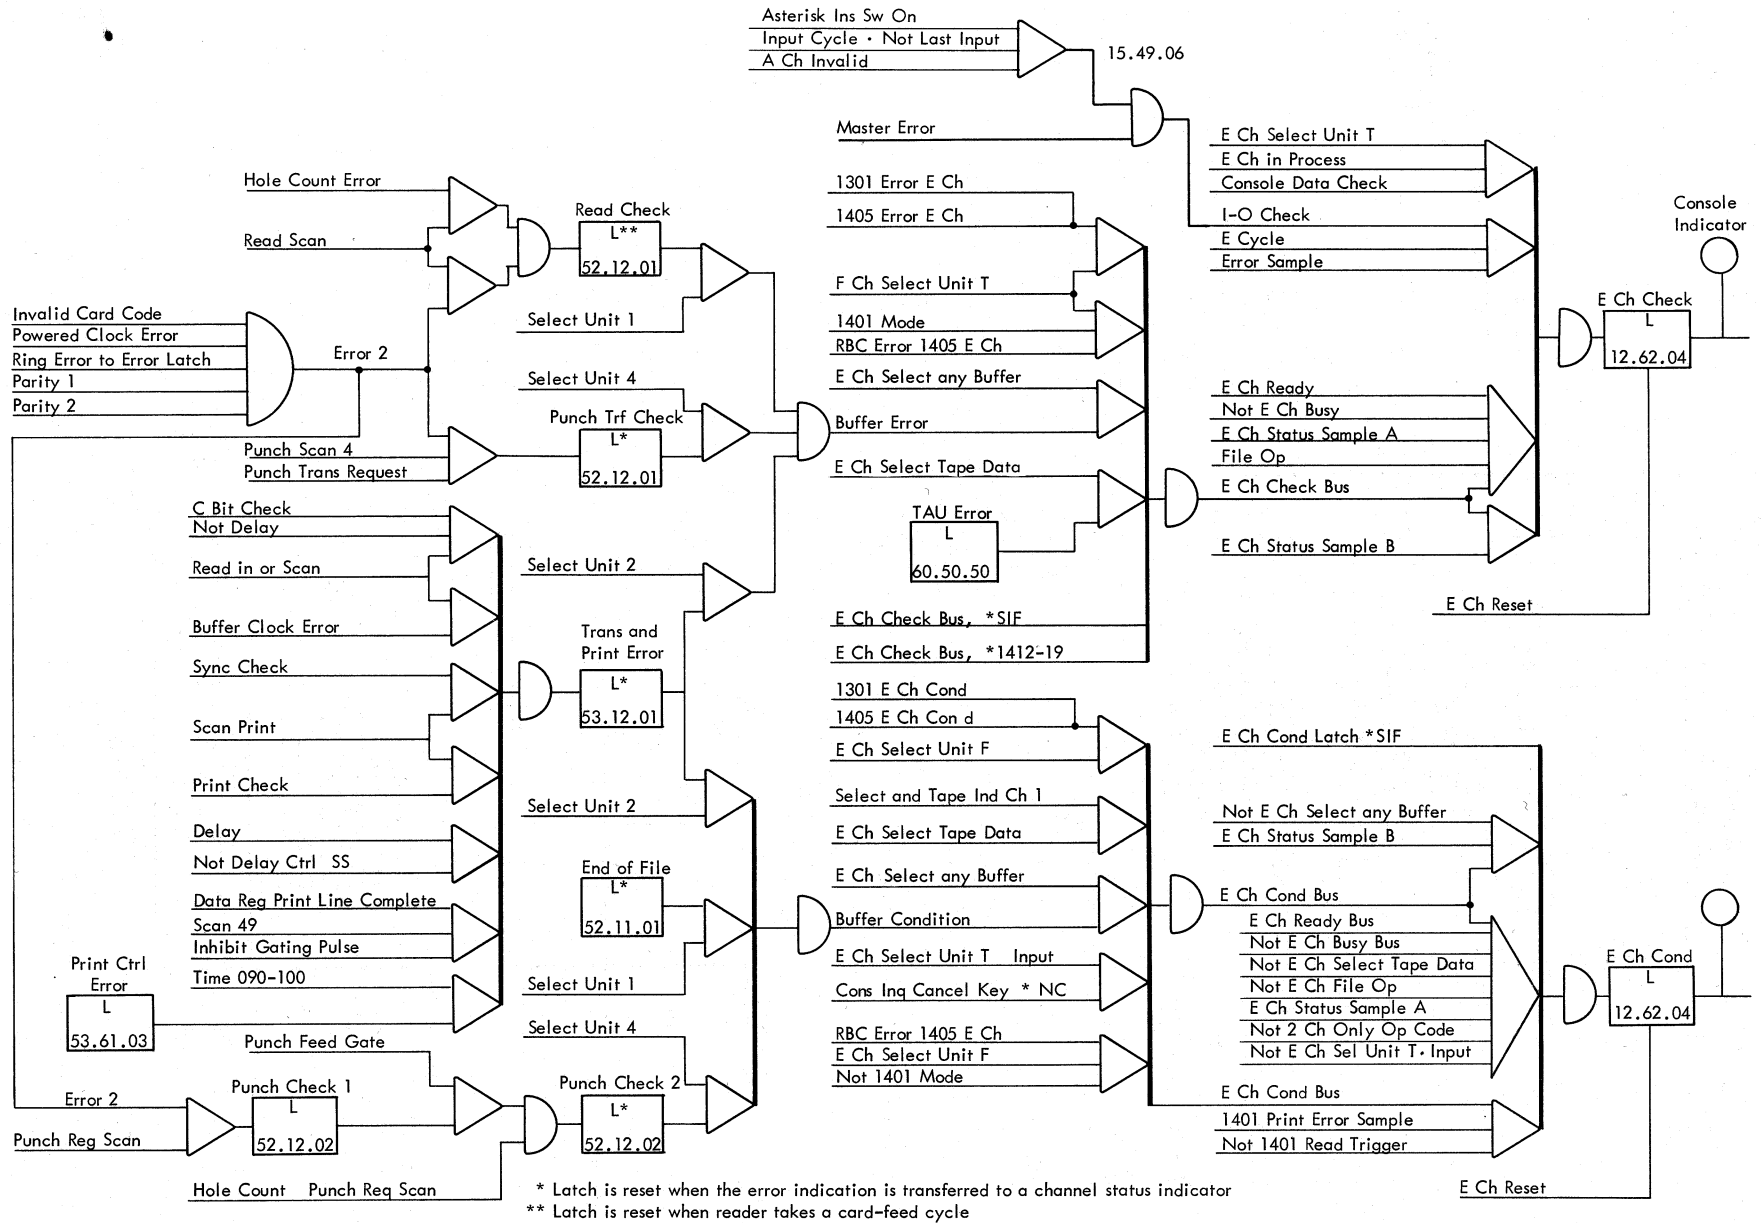 Asterisk Ins Sw On
Input Cycle · Not Last Input
A Ch Invalid
15.49.06
Master Error
Hole Count Error
Read Scan
Read Check
L**
52.12.01
Select Unit 1
Invalid Card Code
Powered Clock Error
Ring Error to Error Latch
Parity 1
Parity 2
Error 2
Select Unit 4
Punch Trf Check
L*
52.12.01
Punch Scan 4
Punch Trans Request
C Bit Check
Not Delay
Read in or Scan
Buffer Clock Error
Sync Check
Scan Print
Print Check
Delay
Not Delay Ctrl SS
Data Reg Print Line Complete
Scan 49
Inhibit Gating Pulse
Time 090-100
Print Ctrl
Error
L
53.61.03
Select Unit 2
Trans and
Print Error
L*
53.12.01
Select Unit 2
End of File
L*
52.11.01
Select Unit 1
Select Unit 4
Punch Feed Gate
Error 2
Punch Reg Scan
Punch Check 1
L
52.12.02
Punch Check 2
L*
52.12.02
Hole Count Punch Req Scan
1301 Error E Ch
1405 Error E Ch
F Ch Select Unit T
1401 Mode
RBC Error 1405 E Ch
E Ch Select any Buffer
Buffer Error
E Ch Select Tape Data
TAU Error
L
60.50.50
E Ch Check Bus, *SIF
E Ch Check Bus, *1412-19
1301 E Ch Cond
1405 E Ch Con d
E Ch Select Unit F
Select and Tape Ind Ch 1
E Ch Select Tape Data
E Ch Select any Buffer
Buffer Condition
E Ch Select Unit T Input
Cons Inq Cancel Key * NC
RBC Error 1405 E Ch
E Ch Select Unit F
Not 1401 Mode
E Ch Select Unit T
E Ch in Process
Console Data Check
I-O Check
E Cycle
Error Sample
E Ch Ready
Not E Ch Busy
E Ch Status Sample A
File Op
E Ch Check Bus
E Ch Status Sample B
Console
Indicator
E Ch Check
L
12.62.04
E Ch Reset
E Ch Cond Latch *SIF
Not E Ch Select any Buffer
E Ch Status Sample B
E Ch Cond Bus
E Ch Ready Bus
Not E Ch Busy Bus
Not E Ch Select Tape Data
Not E Ch File Op
E Ch Status Sample A
Not 2 Ch Only Op Code
Not E Ch Sel Unit T · Input
E Ch Cond Bus
1401 Print Error Sample
Not 1401 Read Trigger
E Ch Cond
L
12.62.04
E Ch Reset
* Latch is reset when the error indication is transferred to a channel status indicator
** Latch is reset when reader takes a card-feed cycle